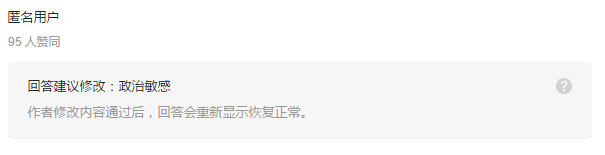 匿名用户
95 人赞同
回答建议修改：政治敏感
?
作者修改内容通过后，回答会重新显示恢复正常。